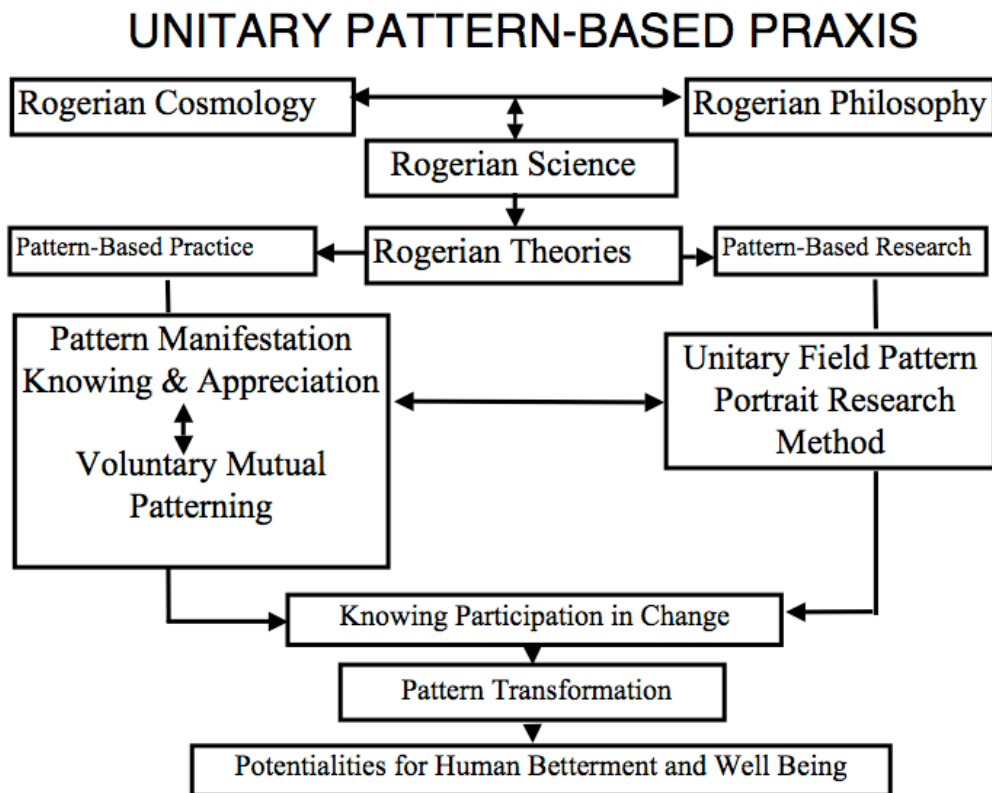 UNITARY PATTERN-BASED PRAXIS
Rogerian Cosmology
Rogerian Philosophy
Rogerian Science
Pattern-Based Practice
Rogerian Theories
Pattern-Based Research
Pattern Manifestation
Knowing & Appreciation
Voluntary Mutual
Patterning
Unitary Field Pattern
Portrait Research
Method
Knowing Participation in Change
Pattern Transformation
Potentialities for Human Betterment and Well Being